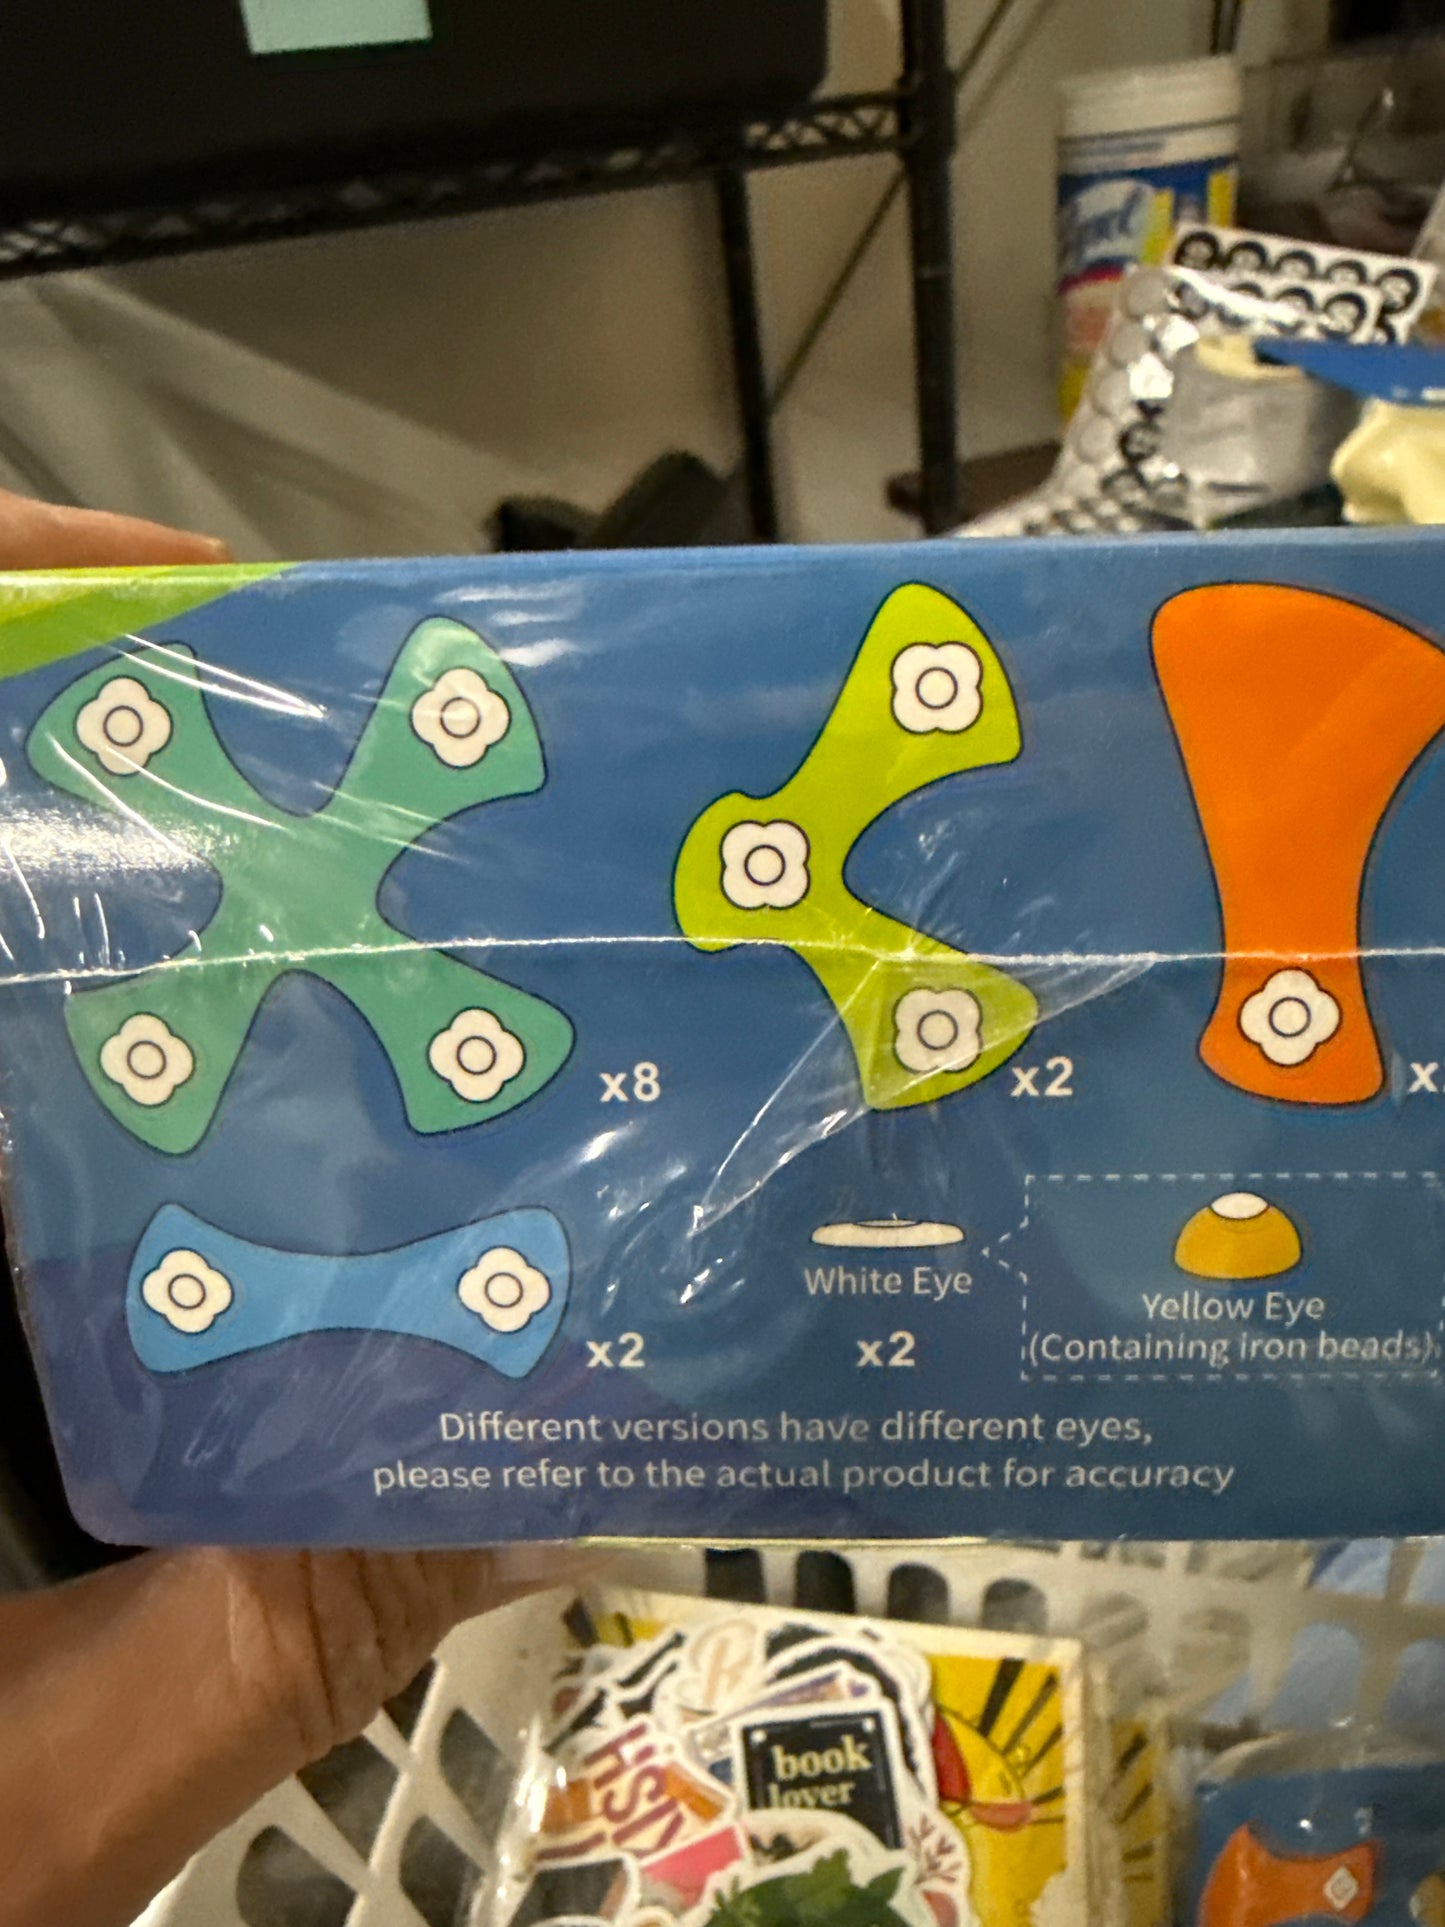 x8
x2
x2
White Eye
x2
Yellow Eye
(Containing iron beads)
Different versions have different eyes,
please refer to the actual product for accuracy
book
lover